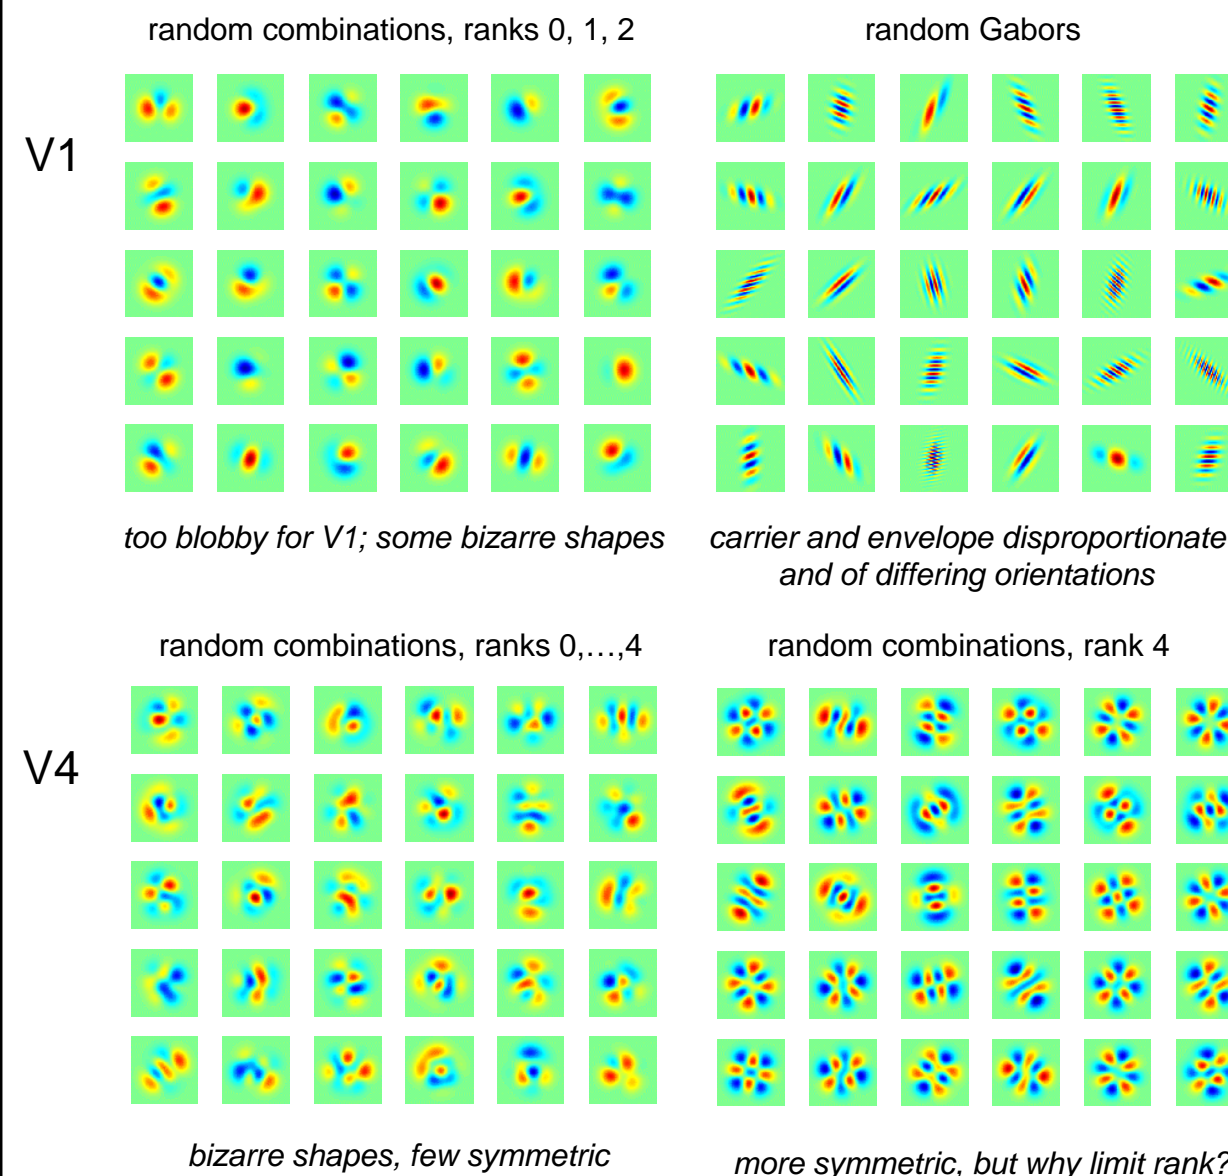 random combinations, ranks 0, 1, 2
random Gabors
V1
too blobby for V1; some bizarre shapes
carrier and envelope disproportionate
and of differing orientations
random combinations, ranks 0,…,4
random combinations, rank 4
V4
bizarre shapes, few symmetric
more symmetric, but why limit rank?